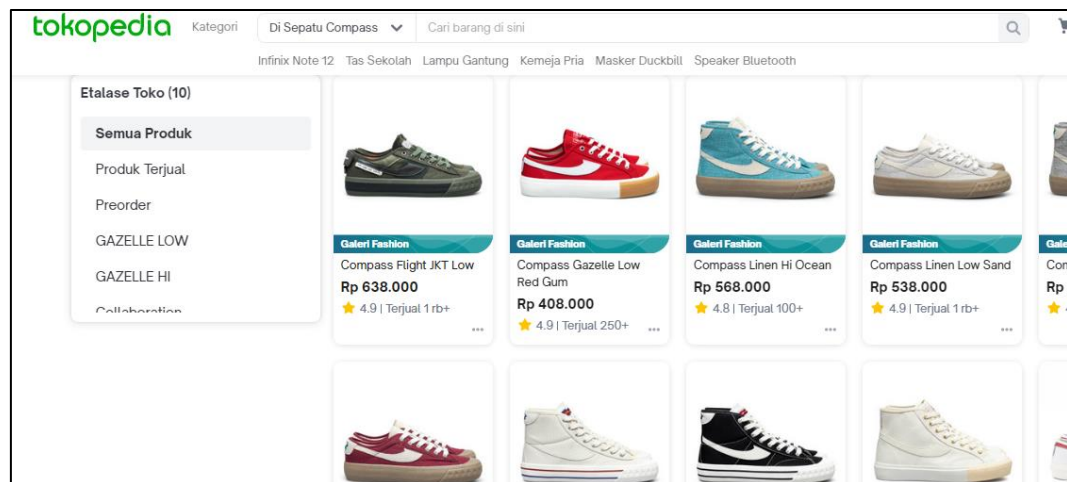 tokopedia
Kategori
Di Sepatu Compass
Cari barang di sini
Infinix Note 12 Tas Sekolah Lampu Gantung Kemeja Pria Masker Duckbill Speaker Bluetooth
Etalase Toko (10)
Semua Produk
Produk Terjual
Preorder
GAZELLE LOW
GAZELLE HI
Collaboration
Galeri Fashion
Compass Flight JKT Low
Rp 638.000
4.9 | Terjual 1 rb+
Galeri Fashion
Compass Gazelle Low
Red Gum
Rp 408.000
4.9 | Terjual 250+
Galeri Fashion
Compass Linen Hi Ocean
Rp 568.000
4.8 | Terjual 100+
Galeri Fashion
Compass Linen Low Sand
Rp 538.000
4.9 | Terjual 1 rb+
Rp